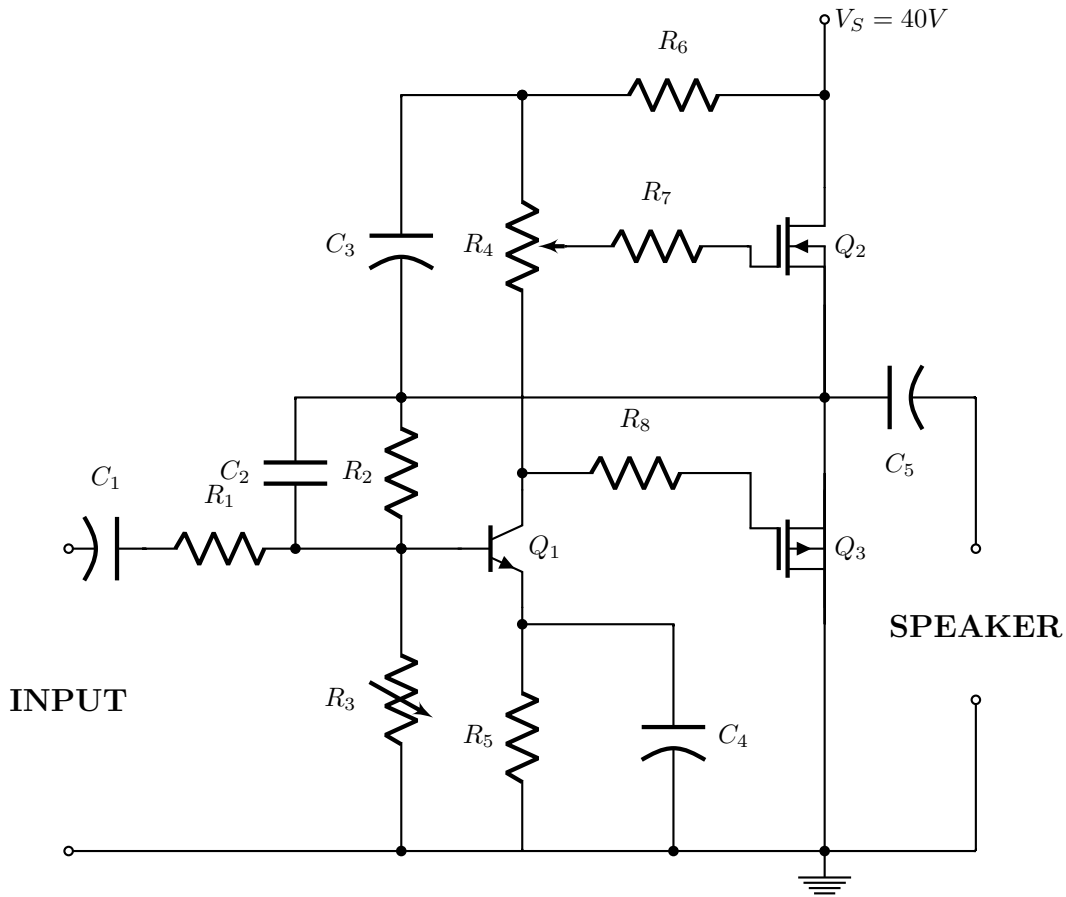 V_S = 40V
R_6
R_7
C_3
R_4
Q_2
R_8
C_1
C_2
R_2
C_5
R_1
Q_1
Q_3
SPEAKER
INPUT
R_3
R_5
C_4